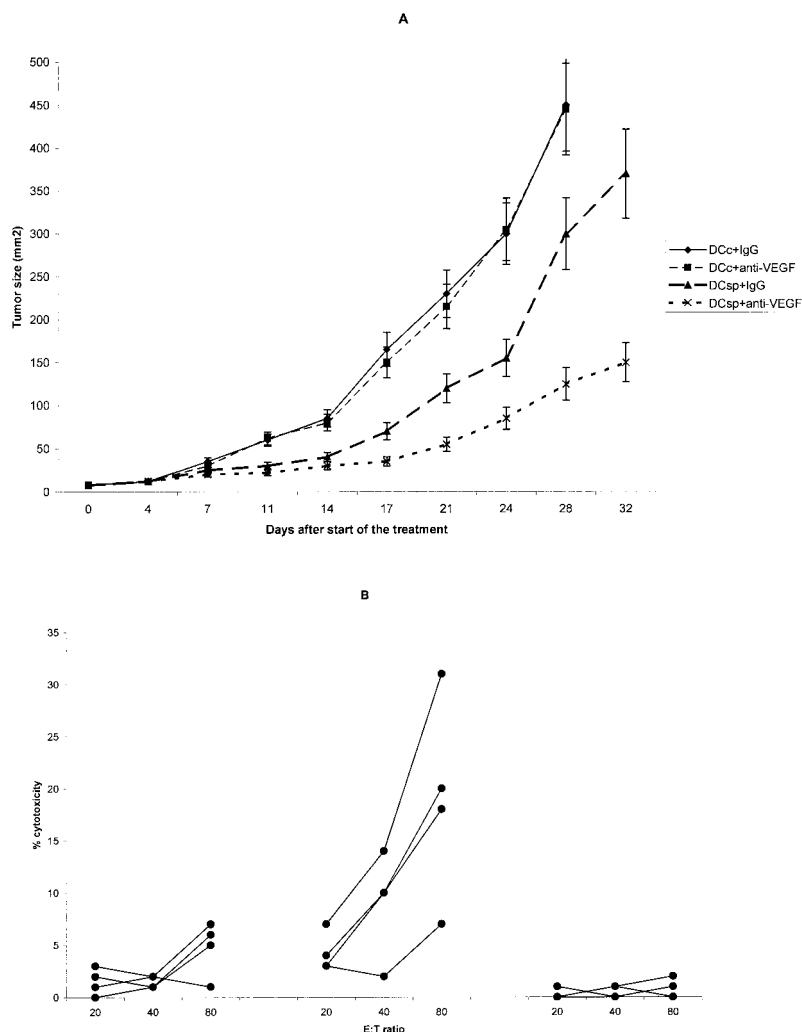 A
500
450
400
350
300
250
200
150
100
50
0
Tumor size (mm2)
0 4 7 11 14 17 21 24 28 32
Days after start of the treatment
DCc+IgG
DCc+anti-VEGF
DCsp+IgG
DCsp+anti-VEGF
B
35
30
25
20
15
10
5
0
% cytotoxicity
20 40 80 20 40 80 20 40 80
E:T ratio